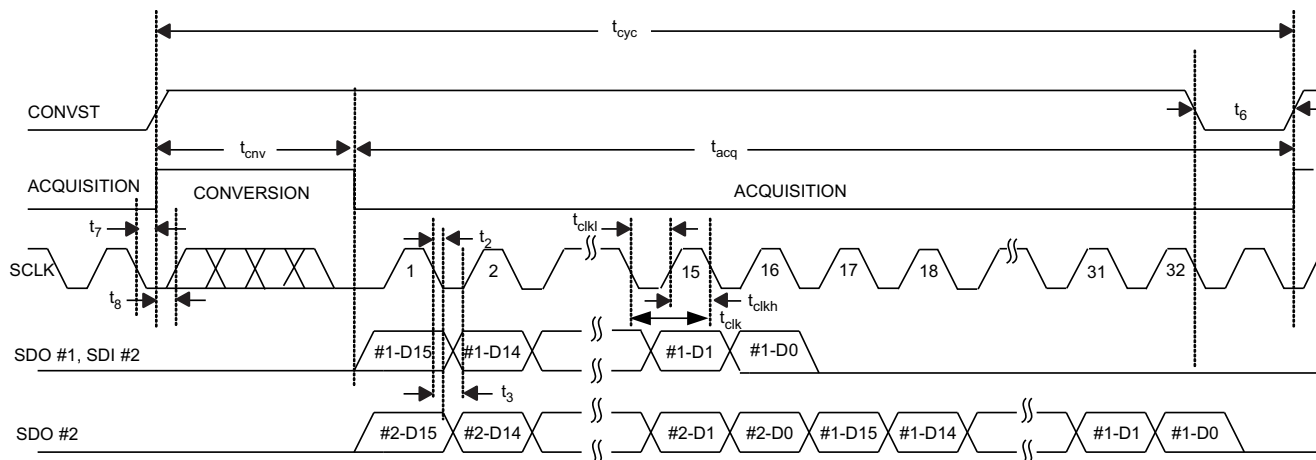 tcyc
CONVST
t6
tcnv
tacq
ACQUISITION
CONVERSION
ACQUISITION
t7
t2
tclkl
SCLK
1
2
15
16
17
18
31
32
t8
tclkh
tclk
SDO #1, SDI #2
#1-D15
#1-D14
#1-D1
#1-D0
t3
SDO #2
#2-D15
#2-D14
#2-D1
#2-D0
#1-D15
#1-D14
#1-D1
#1-D0